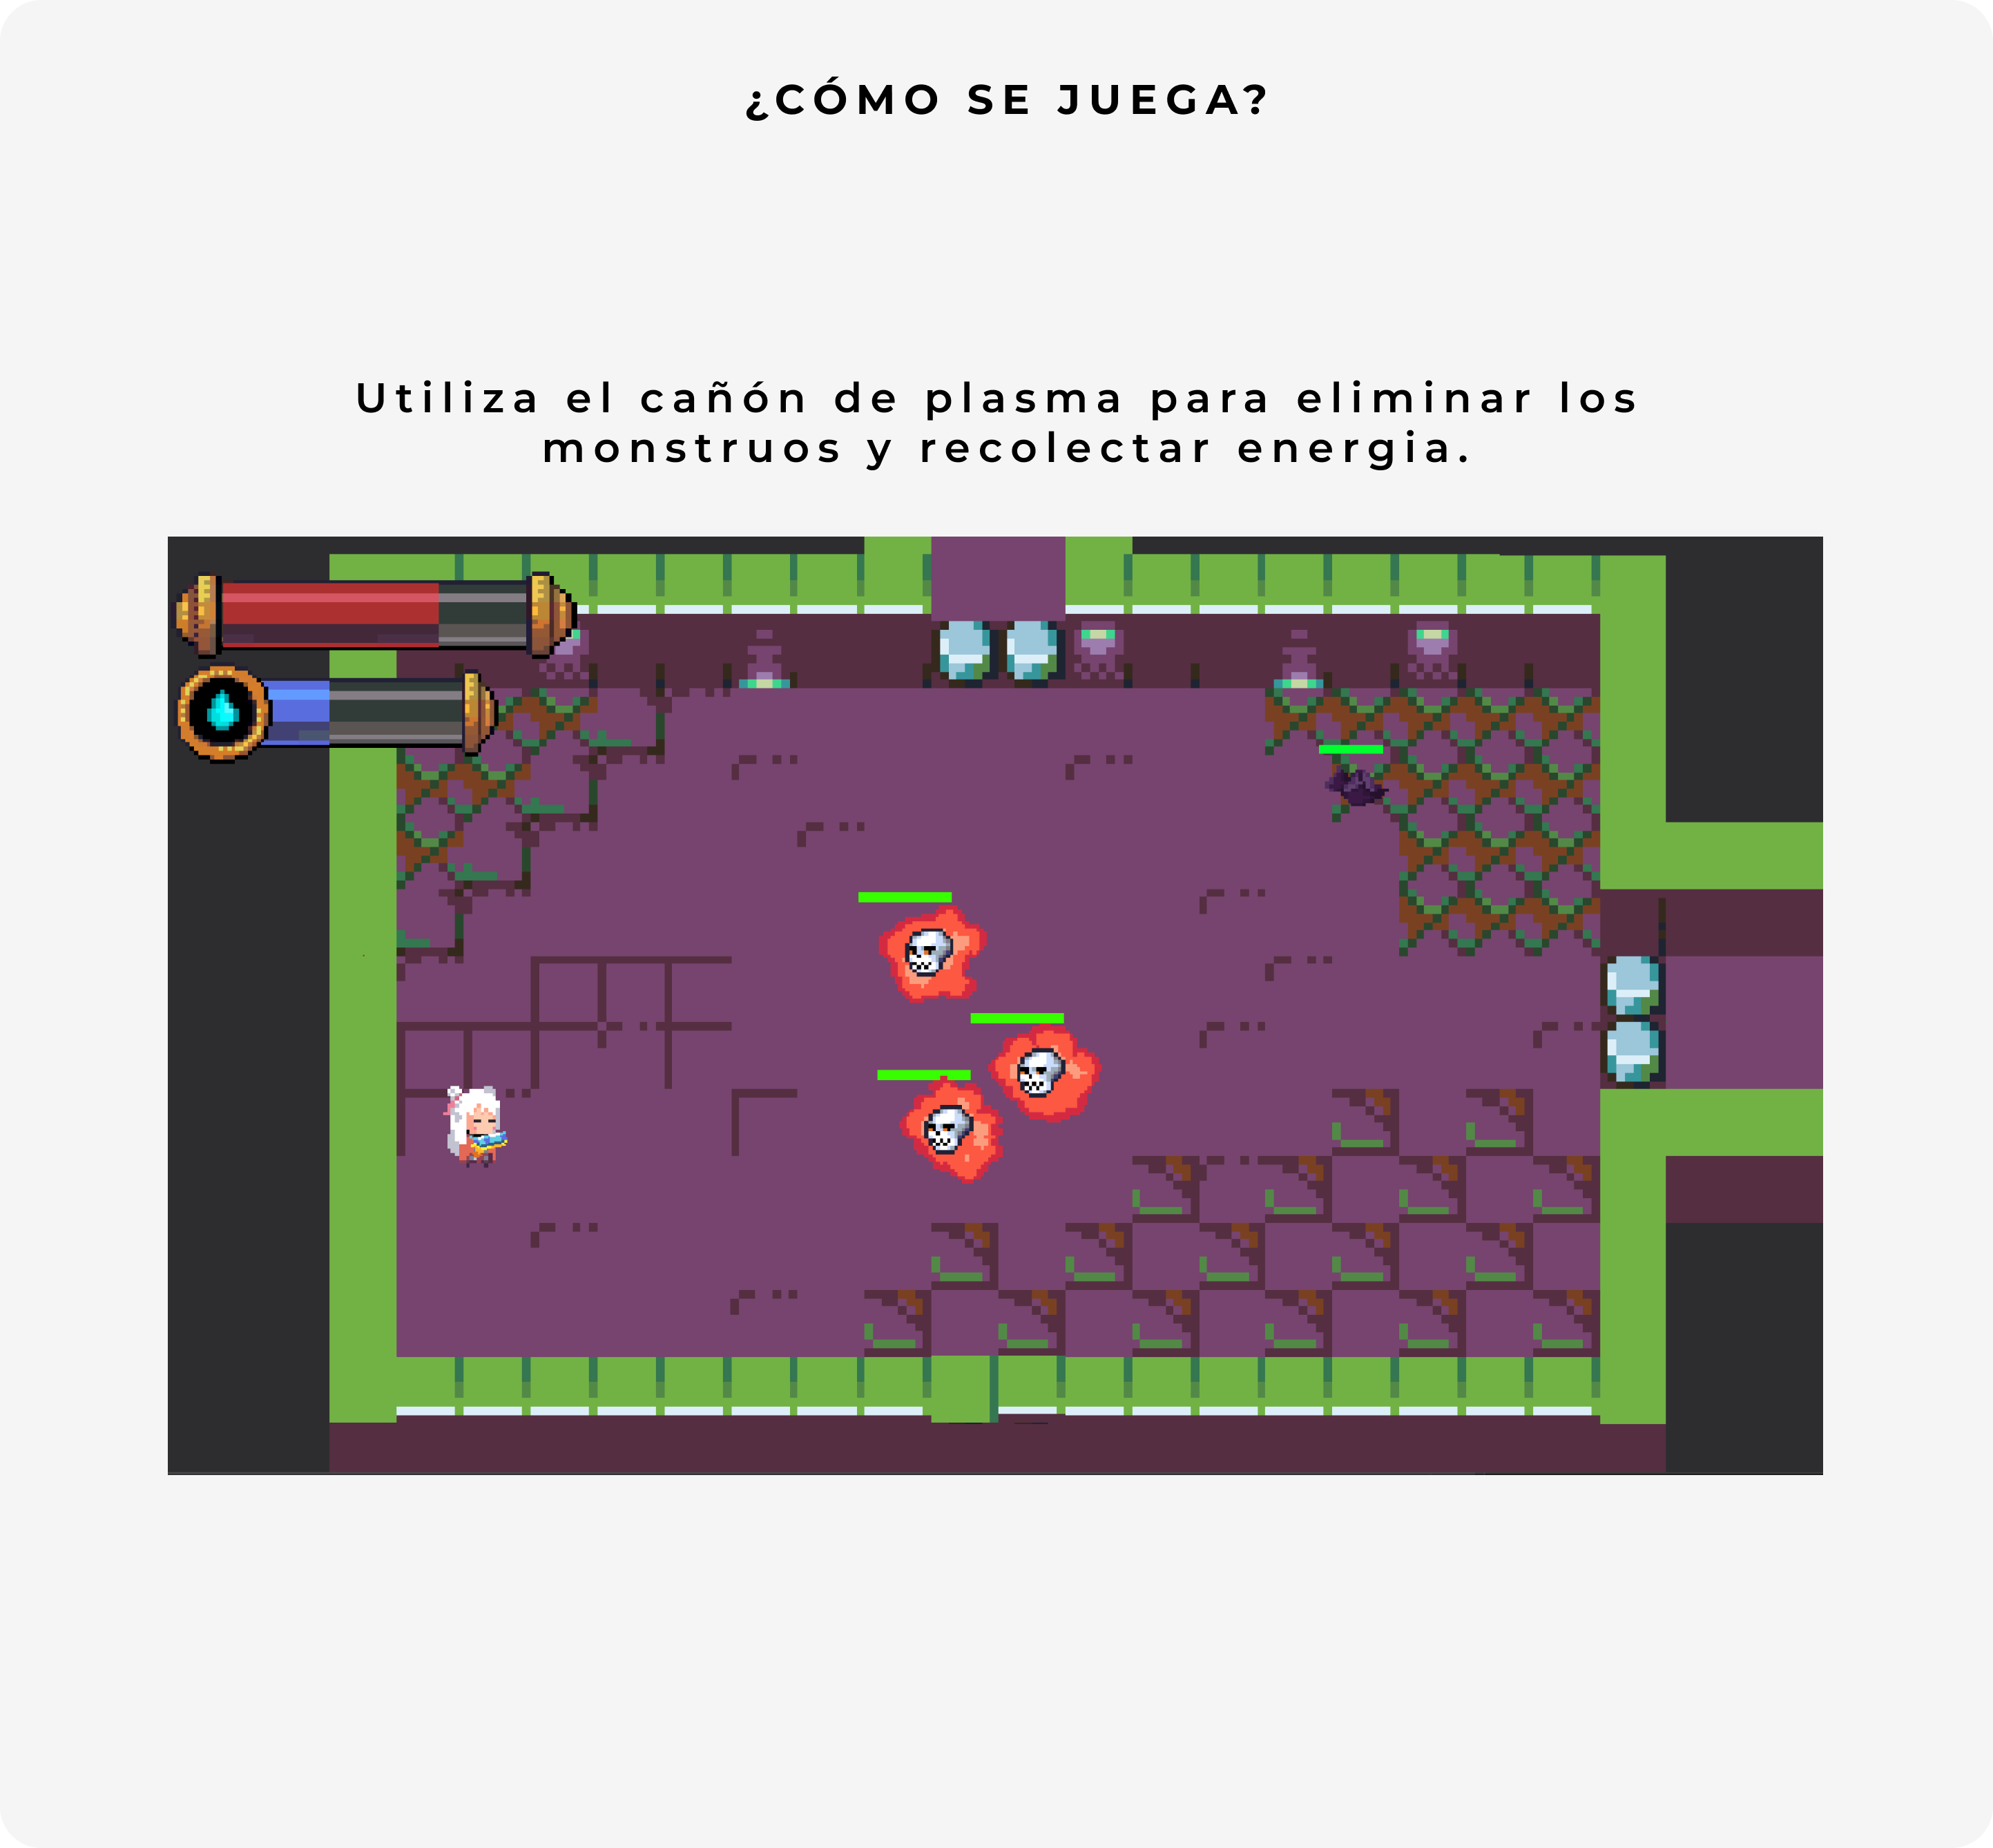 ¿CÓMO SE JUEGA?
Utiliza el cañón de plasma para eliminar los
monstruos y recolectar energia.